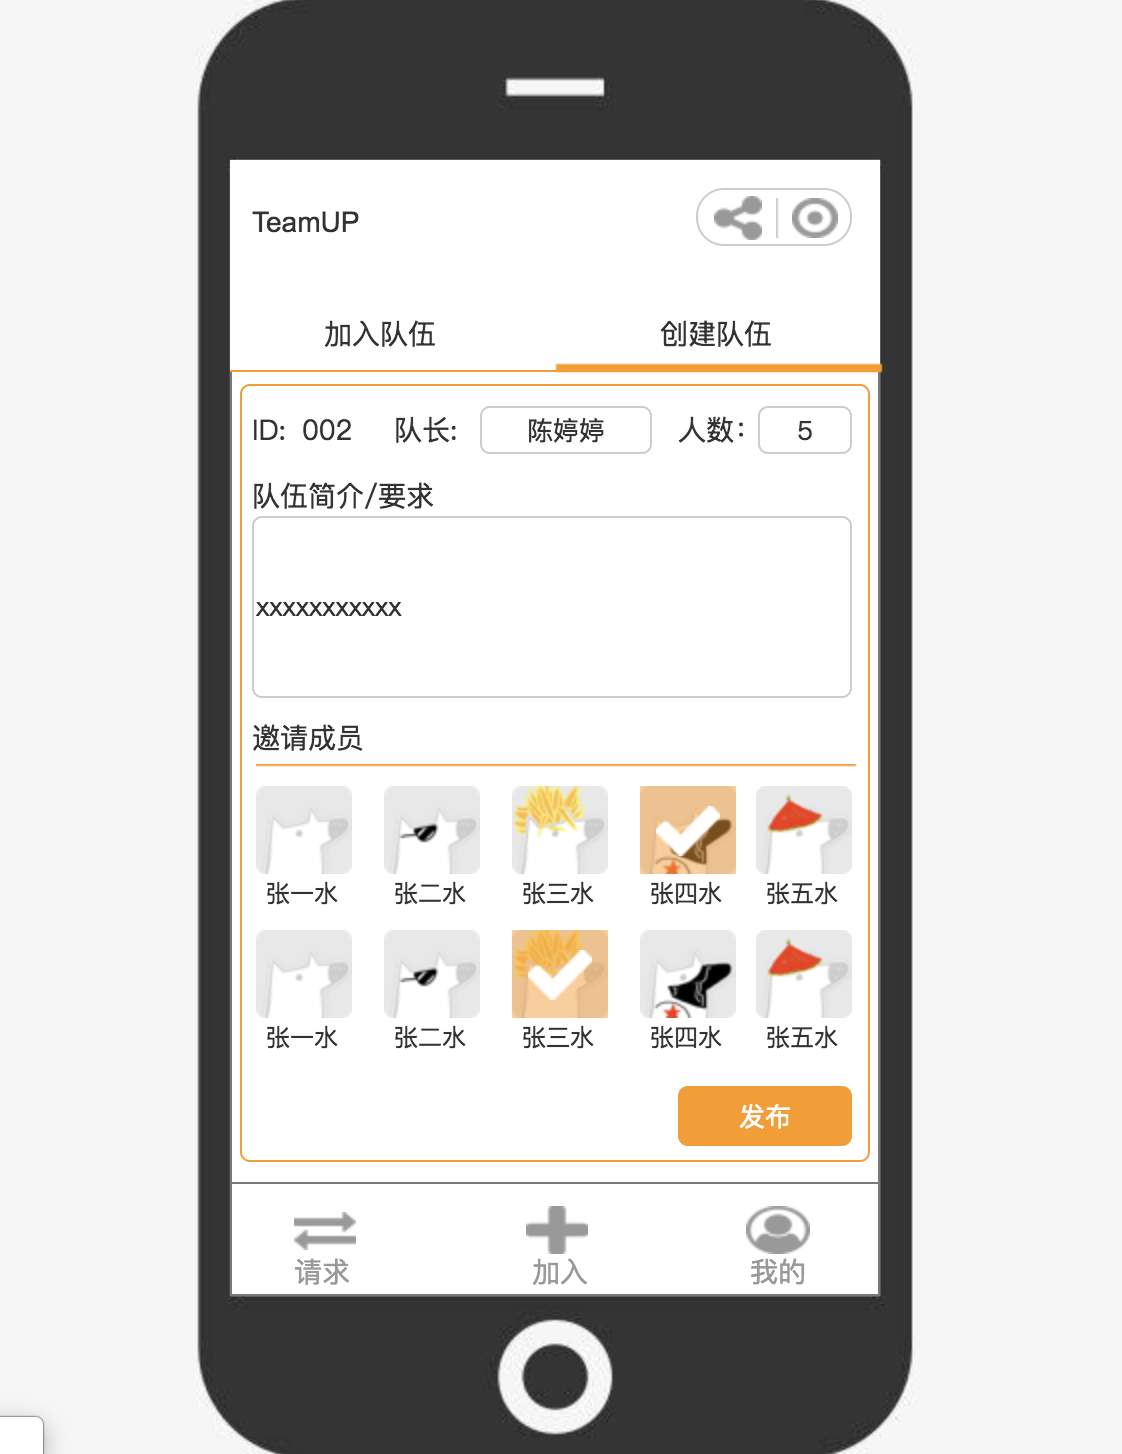 TeamUP
加入队伍 创建队伍
ID: 002 队长: 陈婷婷 人数: 5
队伍简介/要求
xxxxxxxxxxx
邀请成员
张一水 张二水 张三水 张四水 张五水
张一水 张二水 张三水 张四水 张五水
发布
请求 加入 我的